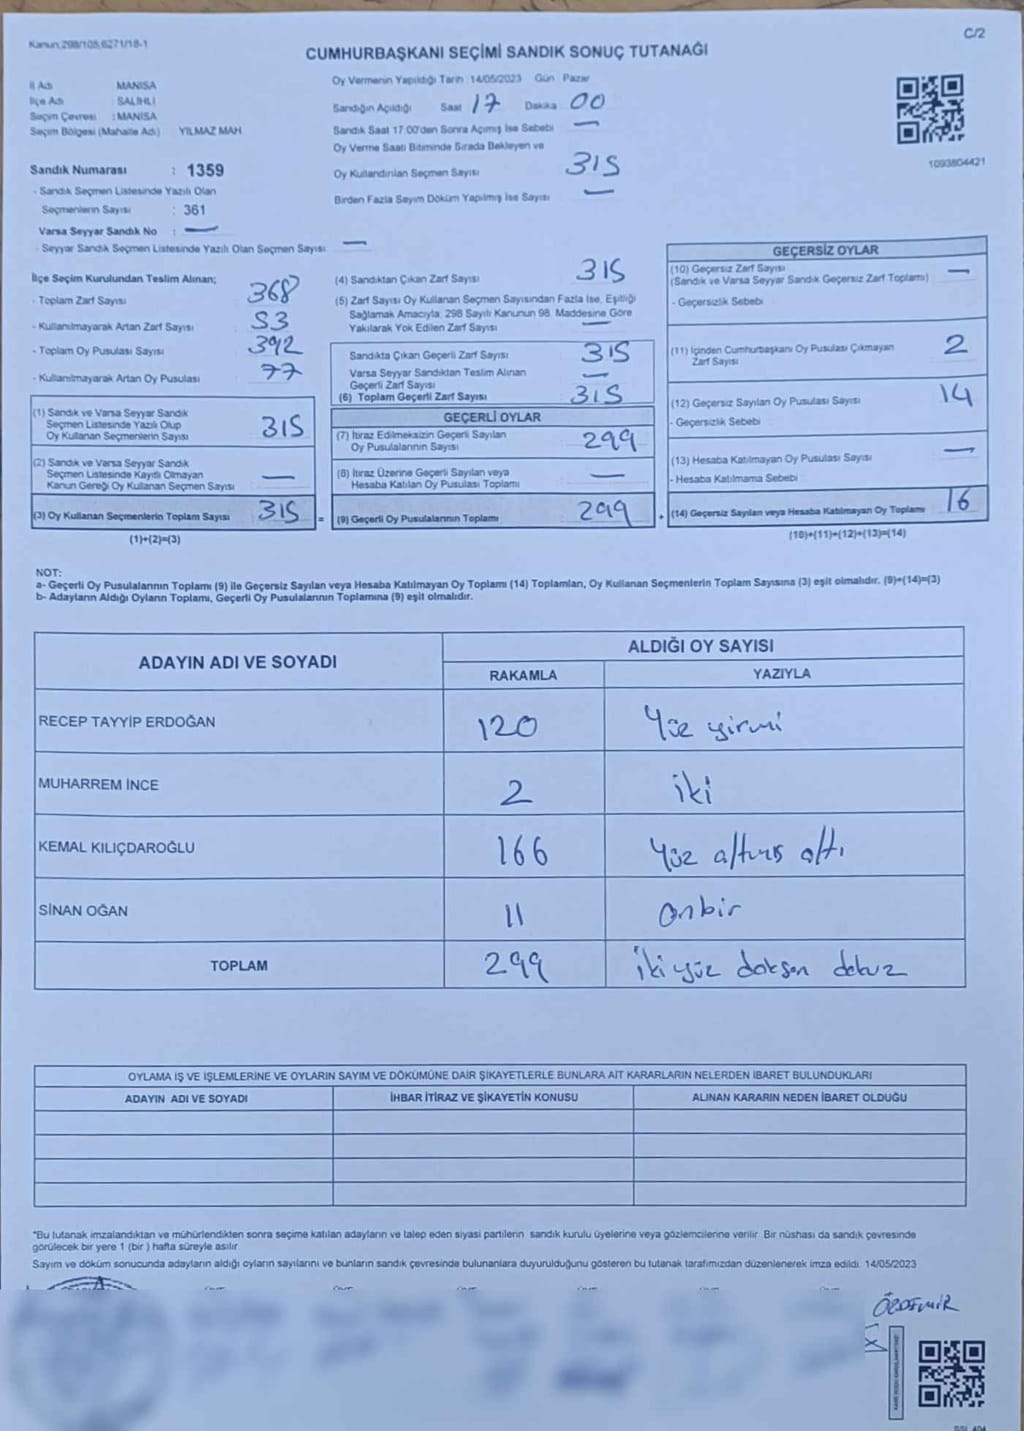 Kanun:298/105,6271/18-1
C/2
CUMHURBAŞKANI SEÇİMİ SANDIK SONUÇ TUTANAĞI
İl Adı MANİSA
İlçe Adı : SALİHLİ
Seçim Çevresi : MANİSA
Seçim Bölgesi (Mahalle Adı) YILMAZ MAH.
Oy Vermenin Yapıldığı Tarih :14/05/2023 Gün Pazar
Sandığın Açıldığı Saat 17 Dakika 00
Sandık Saat 17.00'den Sonra Açımış İse Sebebi —
Oy Verme Saati Bitiminde Sırada Bekleyen ve
Oy Kullandırılan Seçmen Sayısı 315
Birden Fazla Sayım Döküm Yapılmış İse Sayısı —
1093804421
Sandık Numarası : 1359
- Sandık Seçmen Listesinde Yazılı Olan
Seçmenlerin Sayısı : 361
Varsa Seyyar Sandık No : —
- Seyyar Sandık Seçmen Listesinde Yazılı Olan Seçmen Sayısı: —
İlçe Seçim Kurulundan Teslim Alınan;
- Toplam Zarf Sayısı 368
- Kullanılmayarak Artan Zarf Sayısı 53
- Toplam Oy Pusulası Sayısı 392
- Kullanılmayarak Artan Oy Pusulası 77
(1) Sandık ve Varsa Seyyar Sandık
Seçmen Listesinde Yazılı Olup
Oy Kullanan Seçmenlerin Sayısı 315
(2) Sandık ve Varsa Seyyar Sandık
Seçmen Listesinde Kayıtlı Olmayan
Kanun Gereği Oy Kullanan Seçmen Sayısı —
(3) Oy Kullanan Seçmenlerin Toplam Sayısı 315 =
(1)+(2)=(3)
(4) Sandıktan Çıkan Zarf Sayısı 315
(5) Zarf Sayısı Oy Kullanan Seçmen Sayısından Fazla İse, Eşitliği
Sağlamak Amacıyla, 298 Sayılı Kanunun 98. Maddesine Göre
Yakılarak Yok Edilen Zarf Sayısı —
Sandıkta Çıkan Geçerli Zarf Sayısı 315
Varsa Seyyar Sandıktan Teslim Alınan
Geçerli Zarf Sayısı —
(6) Toplam Geçerli Zarf Sayısı 315
GEÇERLİ OYLAR
(7) İtiraz Edilmeksizin Geçerli Sayılan
Oy Pusulalarının Sayısı 299
(8) İtiraz Üzerine Geçerli Sayılan veya
Hesaba Katılan Oy Pusulası Toplamı —
(9) Geçerli Oy Pusulalarının Toplamı 299 +
GEÇERSİZ OYLAR
(10) Geçersiz Zarf Sayısı
(Sandık ve Varsa Seyyar Sandık Geçersiz Zarf Toplamı) —
- Geçersizlik Sebebi
(11) İçinden Cumhurbaşkanı Oy Pusulası Çıkmayan
Zarf Sayısı 2
(12) Geçersiz Sayılan Oy Pusulası Sayısı 14
- Geçersizlik Sebebi
(13) Hesaba Katılmayan Oy Pusulası Sayısı —
- Hesaba Katılmama Sebebi
(14) Geçersiz Sayılan veya Hesaba Katılmayan Oy Toplamı 16
(10)+(11)+(12)+(13)=(14)
NOT:
a- Geçerli Oy Pusulalarının Toplamı (9) ile Geçersiz Sayılan veya Hesaba Katılmayan Oy Toplamı (14) Toplamları, Oy Kullanan Seçmenlerin Toplam Sayısına (3) eşit olmalıdır. (9)+(14)=(3)
b- Adayların Aldığı Oyların Toplamı, Geçerli Oy Pusulalarının Toplamına (9) eşit olmalıdır.
ADAYIN ADI VE SOYADI
ALDIĞI OY SAYISI
RAKAMLA YAZIYLA
RECEP TAYYİP ERDOĞAN 120 Yüz yirmi
MUHARREM İNCE 2 iki
KEMAL KILIÇDAROĞLU 166 Yüz altmış altı
SİNAN OĞAN 11 onbir
TOPLAM 299 iki yüz doksan dokuz
OYLAMA İŞ VE İŞLEMLERİNE VE OYLARIN SAYIM VE DÖKÜMÜNE DAİR ŞİKAYETLERLE BUNLARA AİT KARARLARIN NELERDEN İBARET BULUNDUKLARI
ADAYIN ADI VE SOYADI İHBAR İTİRAZ VE ŞİKAYETİN KONUSU ALINAN KARARIN NEDEN İBARET OLDUĞU
*Bu tutanak imzalandıktan ve mühürlendikten sonra seçime katılan adayların ve talep eden siyasi partilerin sandık kurulu üyelerine veya gözlemcilerine verilir. Bir nüshası da sandık çevresinde
görülecek bir yere 1 (bir ) hafta süreyle asılır.
Sayım ve döküm sonucunda adayların aldığı oyların sayılarını ve bunların sandık çevresinde bulunanlara duyurulduğunu gösteren bu tutanak tarafımızdan düzenlenerek imza edildi. 14/05/2023
ÖZDEMİR